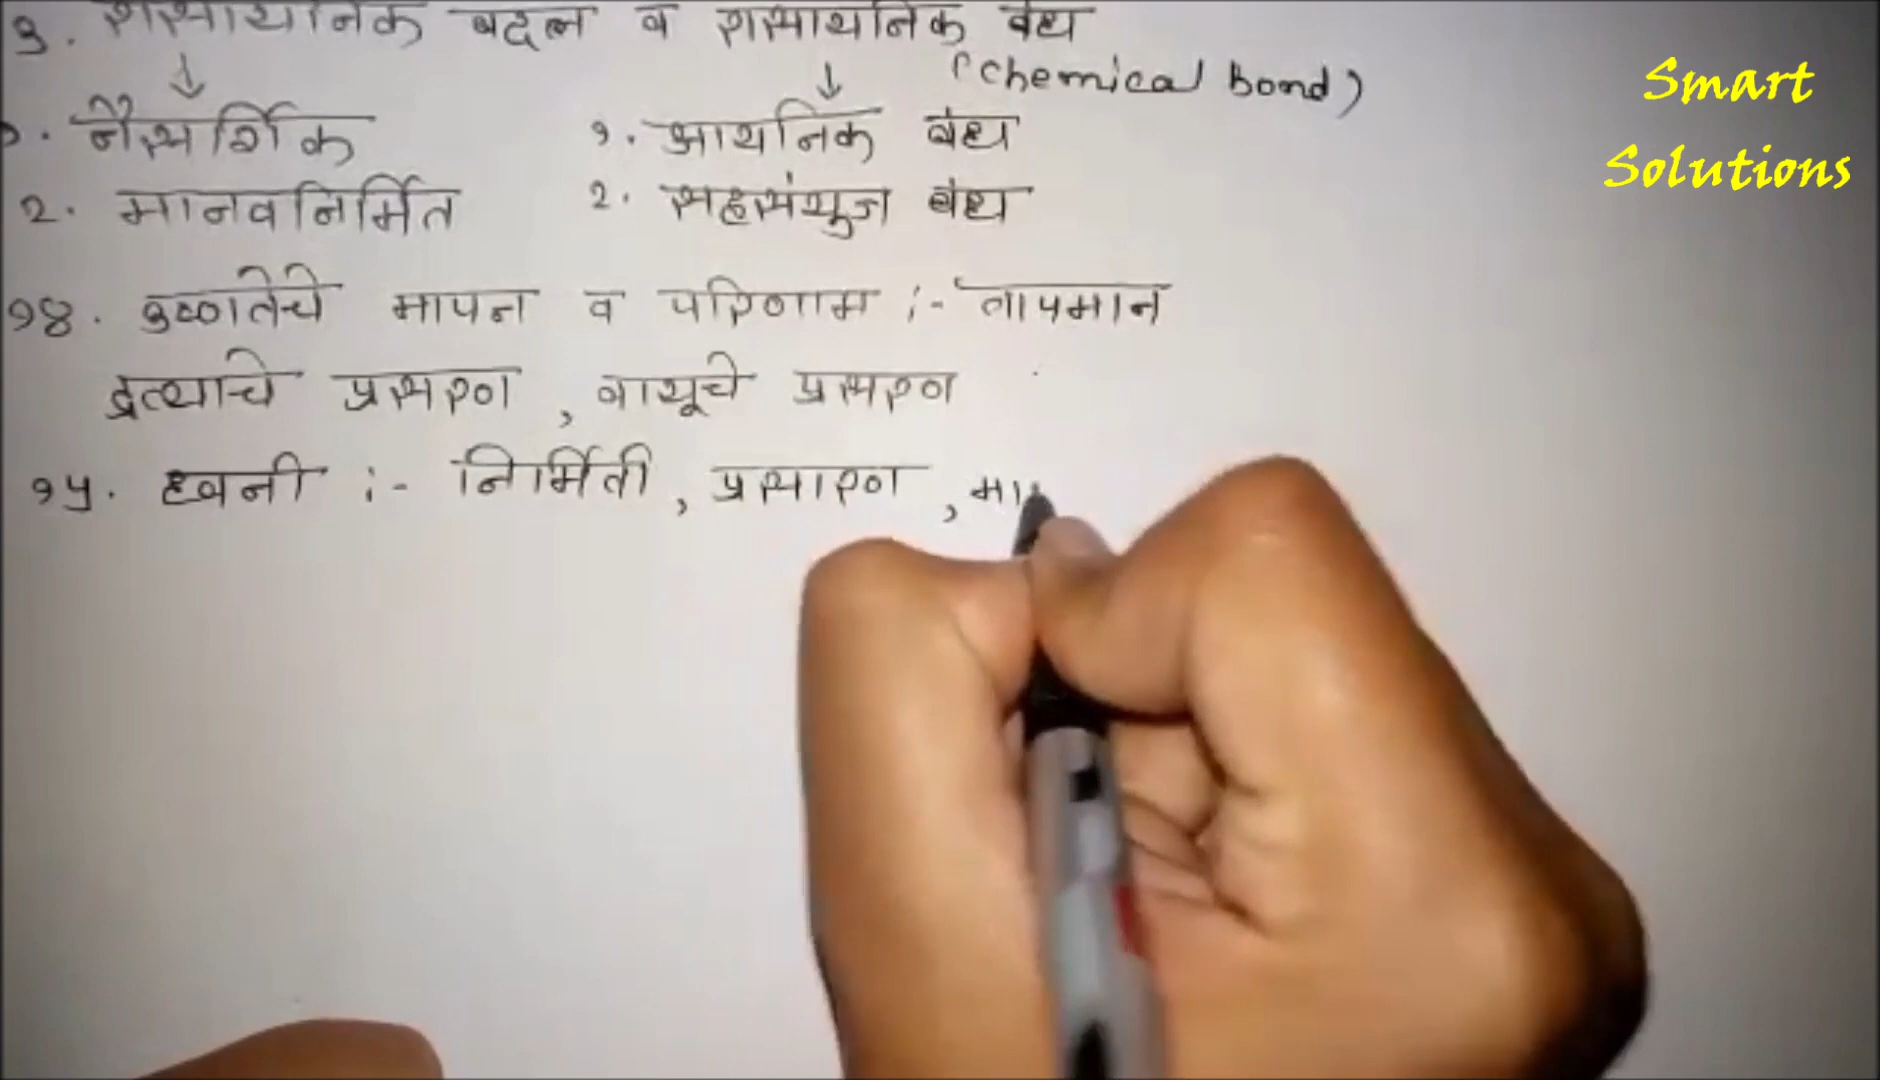 ३. रासायनिक बदल व रासायनिक बंध
(chemical bond)
१. नैसर्गिक १. आयनिक बंध
२. मानवनिर्मित २. सहसंयुज बंध
१४. उष्णतेचे मापन व परिणाम :- तापमान
द्रव्याचे प्रसरण , वायूचे प्रसरण
१५. ध्वनी :- निर्मिती , प्रसारण ,
Smart
Solutions